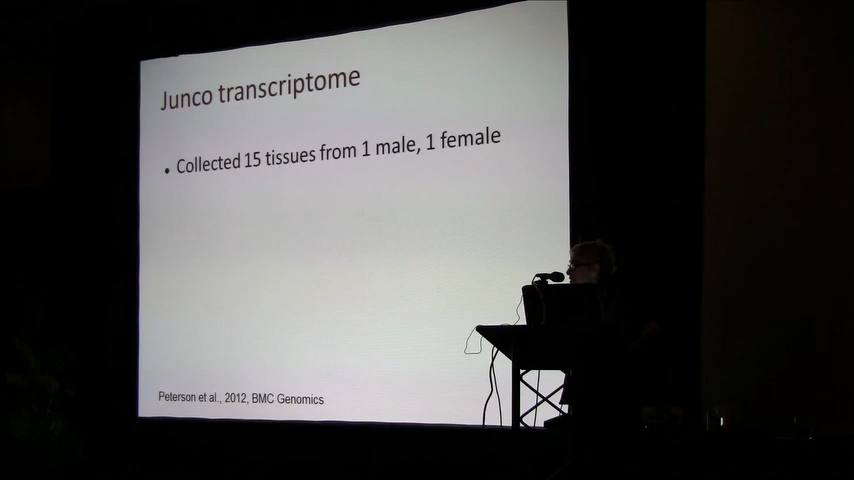 Junco transcriptome
• Collected 15 tissues from 1 male, 1 female
Peterson et al., 2012, BMC Genomics